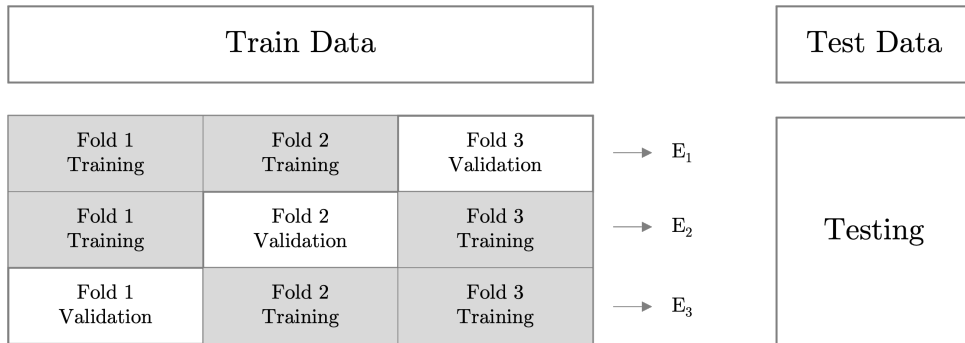 Train Data
Test Data
Fold 1
Training
Fold 2
Training
Fold 3
Validation
E₁
Fold 1
Training
Fold 2
Validation
Fold 3
Training
E₂
Testing
Fold 1
Validation
Fold 2
Training
Fold 3
Training
E₃